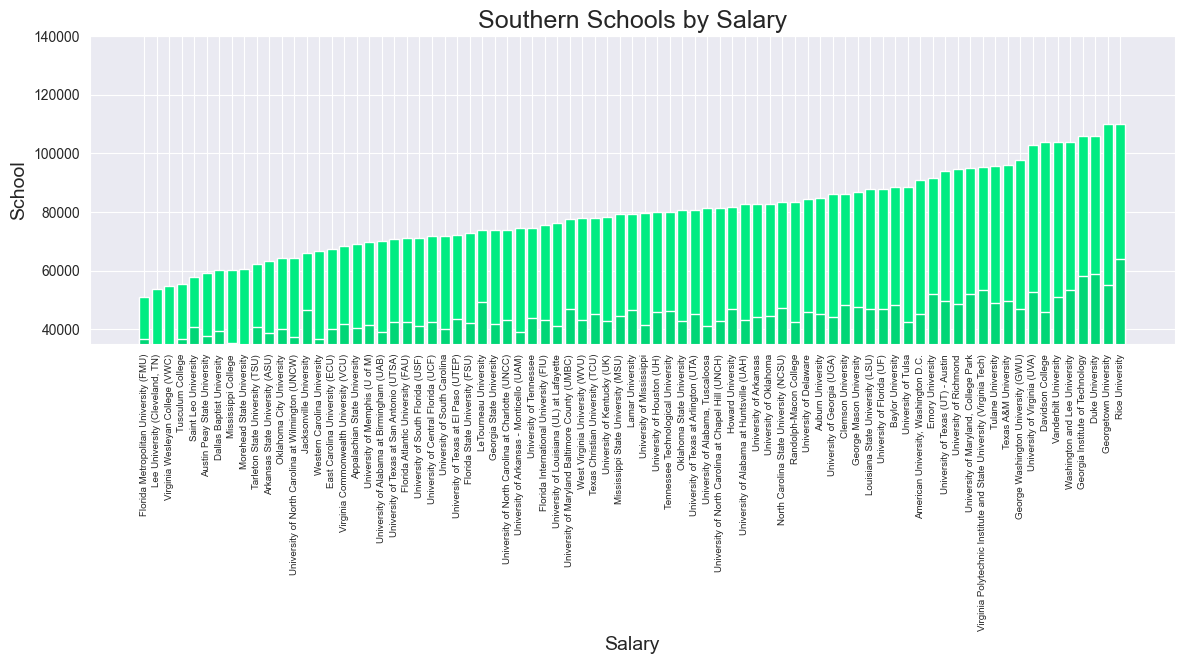 Southern Schools by Salary
School
140000
120000
100000
80000
60000
40000
Florida Metropolitan University (FMU)
Lee University (Cleveland, TN)
Virginia Wesleyan College (VWC)
Tusculum College
Saint Leo University
Austin Peay State University
Dallas Baptist University
Mississippi College
Morehead State University
Tarleton State University (TSU)
Arkansas State University (ASU)
Oklahoma City University
University of North Carolina at Wilmington (UNCW)
Jacksonville University
Western Carolina University
East Carolina University (ECU)
Virginia Commonwealth University (VCU)
Appalachian State University
University of Memphis (U of M)
University of Alabama at Birmingham (UAB)
University of Texas at San Antonio (UTSA)
Florida Atlantic University (FAU)
University of South Florida (USF)
University of Central Florida (UCF)
University of South Carolina
University of Texas at El Paso (UTEP)
Florida State University (FSU)
LeTourneau University
Georgia State University
University of North Carolina at Charlotte (UNCC)
University of Arkansas - Monticello (UAM)
University of Tennessee
Florida International University (FIU)
University of Louisiana (UL) at Lafayette
University of Maryland Baltimore County (UMBC)
West Virginia University (WVU)
Texas Christian University (TCU)
University of Kentucky (UK)
Mississippi State University (MSU)
Lamar University
University of Mississippi
University of Houston (UH)
Tennessee Technological University
Oklahoma State University
University of Texas at Arlington (UTA)
University of Alabama, Tuscaloosa
University of North Carolina at Chapel Hill (UNCH)
Howard University
University of Alabama at Huntsville (UAH)
University of Arkansas
University of Oklahoma
North Carolina State University (NCSU)
Randolph-Macon College
University of Delaware
Auburn University
University of Georgia (UGA)
Clemson University
George Mason University
Louisiana State University (LSU)
University of Florida (UF)
Baylor University
University of Tulsa
American University, Washington D.C.
Emory University
University of Texas (UT) - Austin
University of Richmond
University of Maryland, College Park
Virginia Polytechnic Institute and State University (Virginia Tech)
Tulane University
Texas A&M University
George Washington University (GWU)
University of Virginia (UVA)
Davidson College
Vanderbilt University
Washington and Lee University
Georgia Institute of Technology
Duke University
Georgetown University
Rice University
Salary